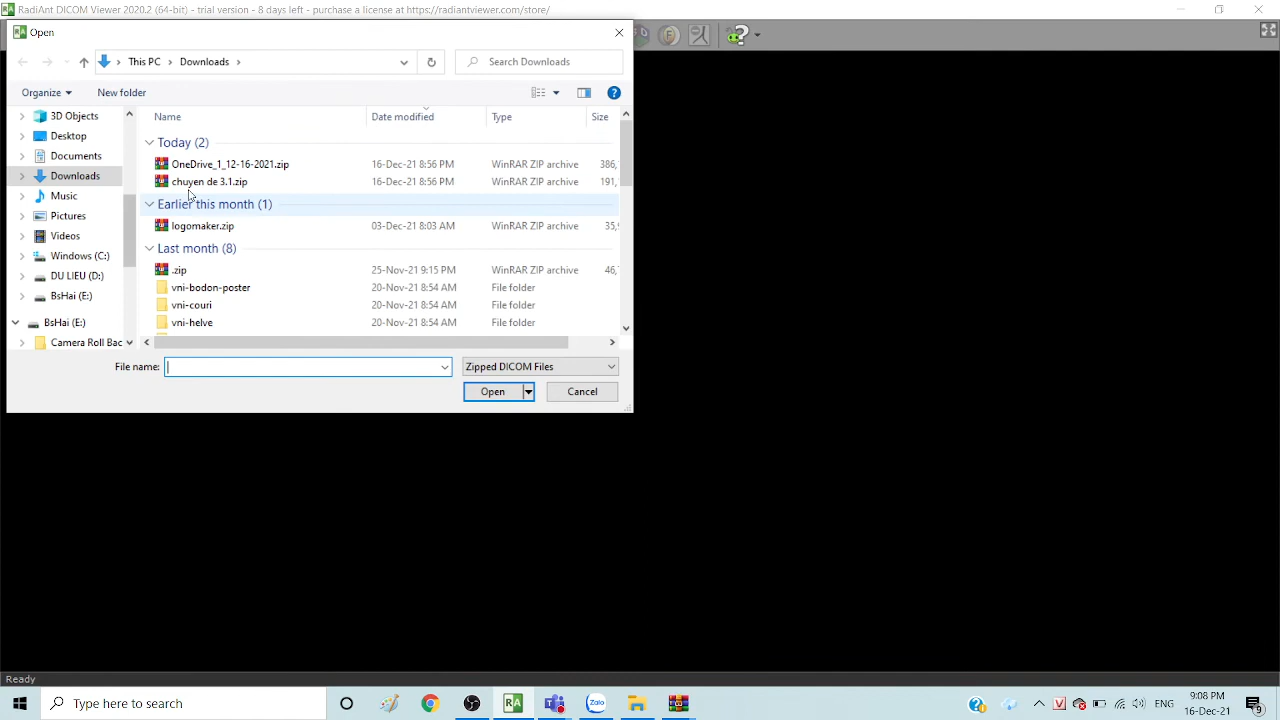 RadiAnt DICOM Viewer 2020.2 (64-bit) - trial version - 8 days left - purchase a license at https://radiantviewer.com/store/
Open
This PC > Downloads >
Search Downloads
Organize
New folder
Name
Date modified
Type
Size
3D Objects
Desktop
Documents
Downloads
Music
Pictures
Videos
Windows (C:)
DU LIEU (D:)
BsHai (E:)
BsHai (E:)
Camera Roll Bac
Today (2)
OneDrive_1_12-16-2021.zip 16-Dec-21 8:56 PM WinRAR ZIP archive 386,
chuyen de 3.1.zip 16-Dec-21 8:56 PM WinRAR ZIP archive 191,
Earlier this month (1)
logomaker.zip 03-Dec-21 8:03 AM WinRAR ZIP archive 35,
Last month (8)
.zip 25-Nov-21 9:15 PM WinRAR ZIP archive 46,
vni-bodon-poster 20-Nov-21 8:54 AM File folder
vni-couri 20-Nov-21 8:54 AM File folder
vni-helve 20-Nov-21 8:54 AM File folder
File name:
Zipped DICOM Files
Open
Cancel
Ready
Type here to search
RA
Zalo
ENG
9:08 PM
16-Dec-21